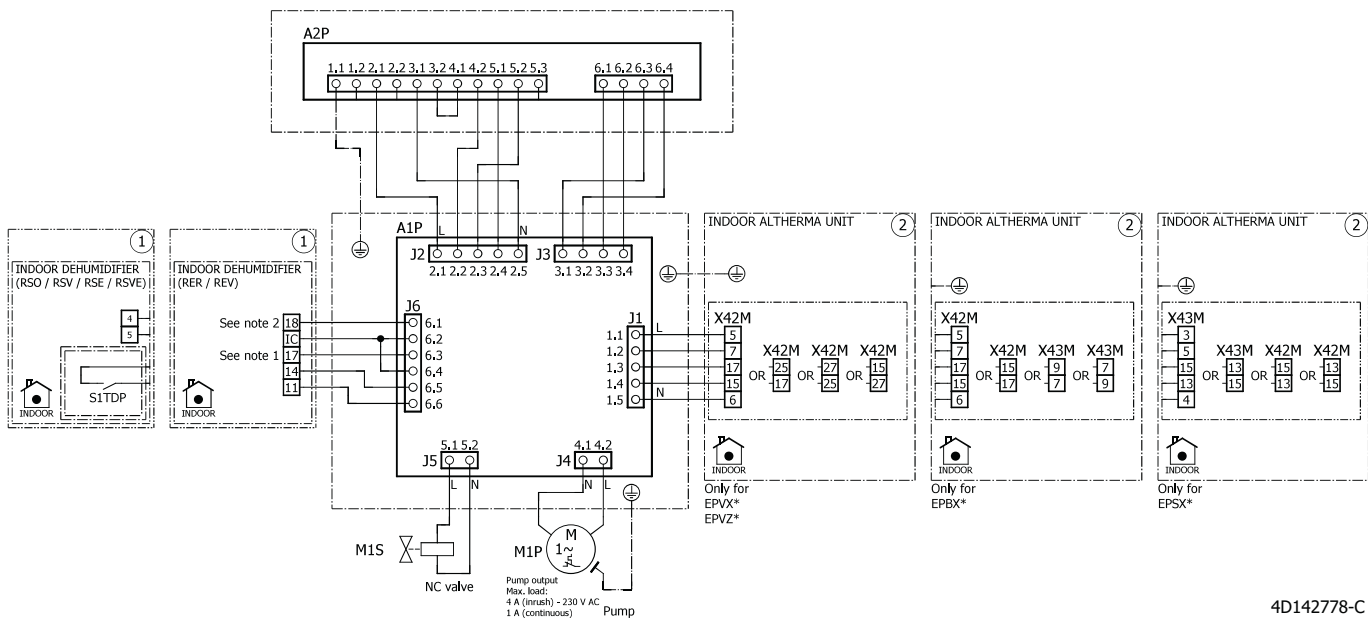 A2P
1.1 1.2 2.1 2.2 3.1 3.2 4.1 4.2 5.1 5.2 5.3 6.1 6.2 6.3 6.4
1
INDOOR DEHUMIDIFIER
(RSO / RSV / RSE / RSVE)
4
5
S1TDP
INDOOR
1
INDOOR DEHUMIDIFIER
(RER / REV)
See note 2 18
IC
See note 1 17
14
11
INDOOR
A1P
L N
J2 J3
2.1 2.2 2.3 2.4 2.5 3.1 3.2 3.3 3.4
J6
6.1
6.2
6.3
6.4
6.5
6.6
J1
1.1 L
1.2
1.3
1.4
1.5 N
5.1 5.2
J5
L N
4.1 4.2
J4
N L
M1S
NC valve
M1P
M
1~
Pump output
Max. load:
4 A (inrush) - 230 V AC
1 A (continuous)
Pump
INDOOR ALTHERMA UNIT 2
X42M
5
7
17
15
6
X42M X42M X42M
OR 25 OR 27 OR 15
17 25 27
INDOOR
Only for
EPVX*
EPVZ*
INDOOR ALTHERMA UNIT 2
X42M
5
7
17
15
6
X42M X43M X43M
OR 15 OR 9 OR 7
17 7 9
INDOOR
Only for
EPBX*
INDOOR ALTHERMA UNIT 2
X43M
3
5
15
13
4
X43M X42M X42M
OR 13 OR 15 OR 13
15 13 15
INDOOR
Only for
EPSX*
4D142778-C